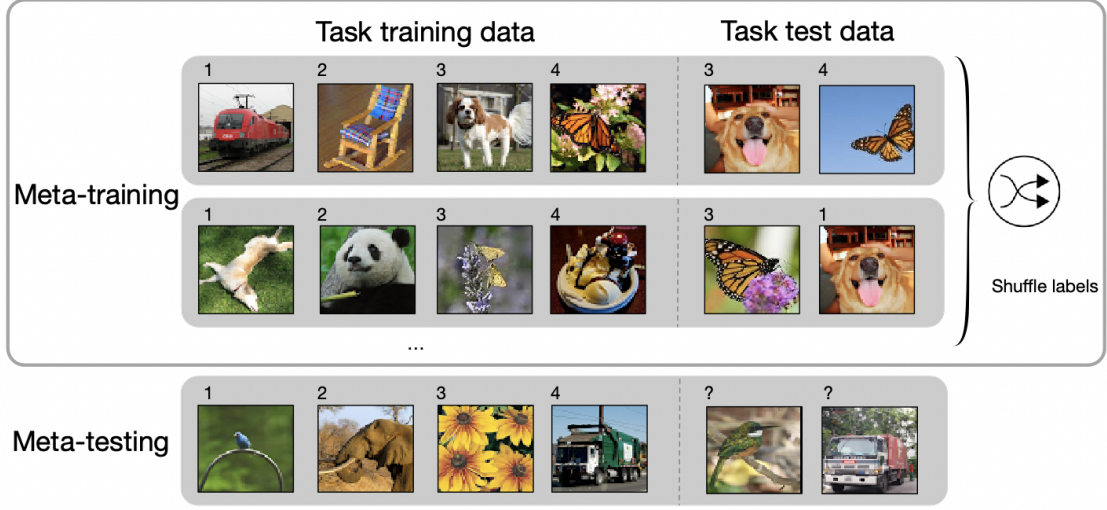 Task training data Task test data
1 2 3 4 3 4
Meta-training
1 2 3 4 3 1
Shuffle labels
...
1 2 3 4 ? ?
Meta-testing